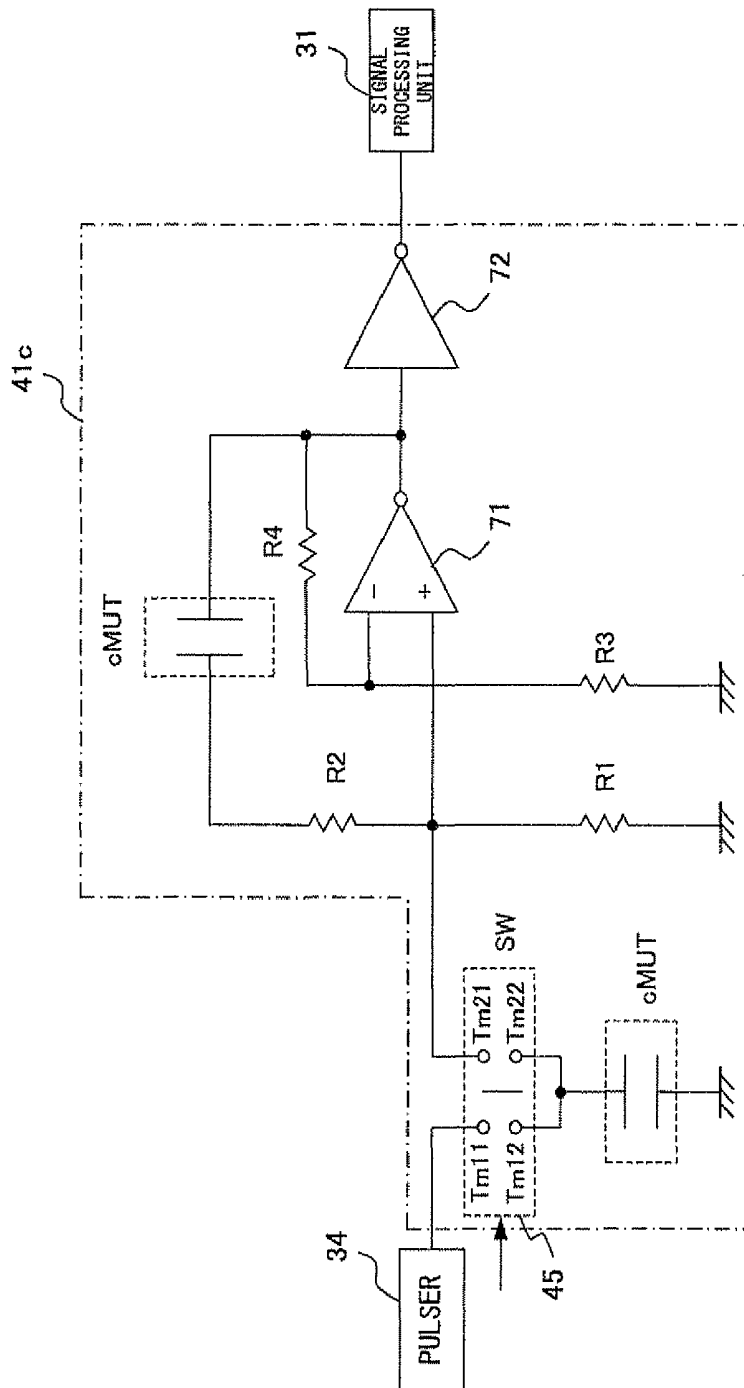 41c
31
SIGNAL
PROCESSING
UNIT
72
cMUT
R4
−
+
71
R2
R3
R1
SW
Tm21
Tm22
Tm11
Tm12
cMUT
45
34
PULSER